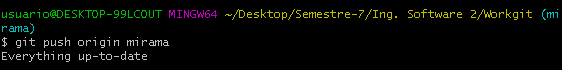 usuario@DESKTOP-99LCOUT MINGW64 ~/Desktop/Semestre-7/Ing. Software 2/Workgit (mi
rama)
$ git push origin mirama
Everything up-to-date